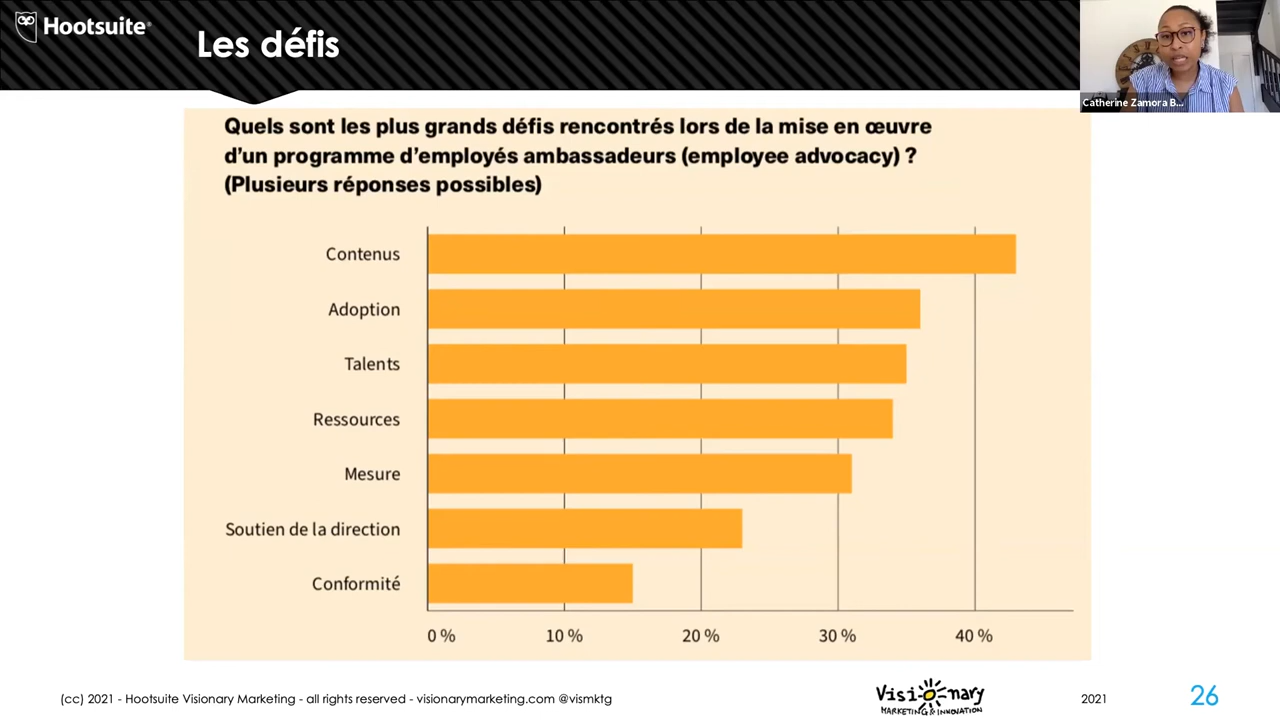 Hootsuite®
Les défis
Catherine Zamora B...
Quels sont les plus grands défis rencontrés lors de la mise en œuvre
d'un programme d'employés ambassadeurs (employee advocacy) ?
(Plusieurs réponses possibles)
Contenus
Adoption
Talents
Ressources
Mesure
Soutien de la direction
Conformité
0 % 10 % 20 % 30 % 40 %
(cc) 2021 - Hootsuite Visionary Marketing - all rights reserved - visionarymarketing.com @vismktg
Visionary
MARKETING & INNOVATION
2021
26